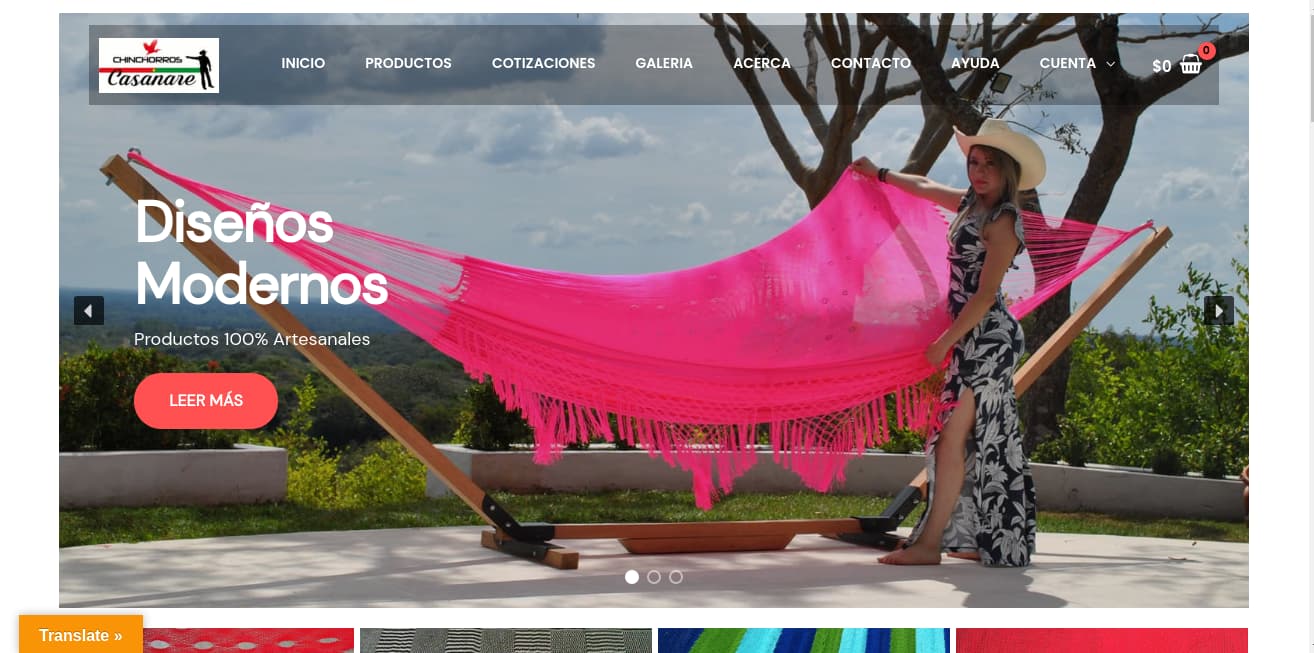 CHINCHORROS
Casanare
INICIO
PRODUCTOS
COTIZACIONES
GALERIA
ACERCA
CONTACTO
AYUDA
CUENTA
$0
0
Diseños
Modernos
Productos 100% Artesanales
LEER MÁS
Translate »